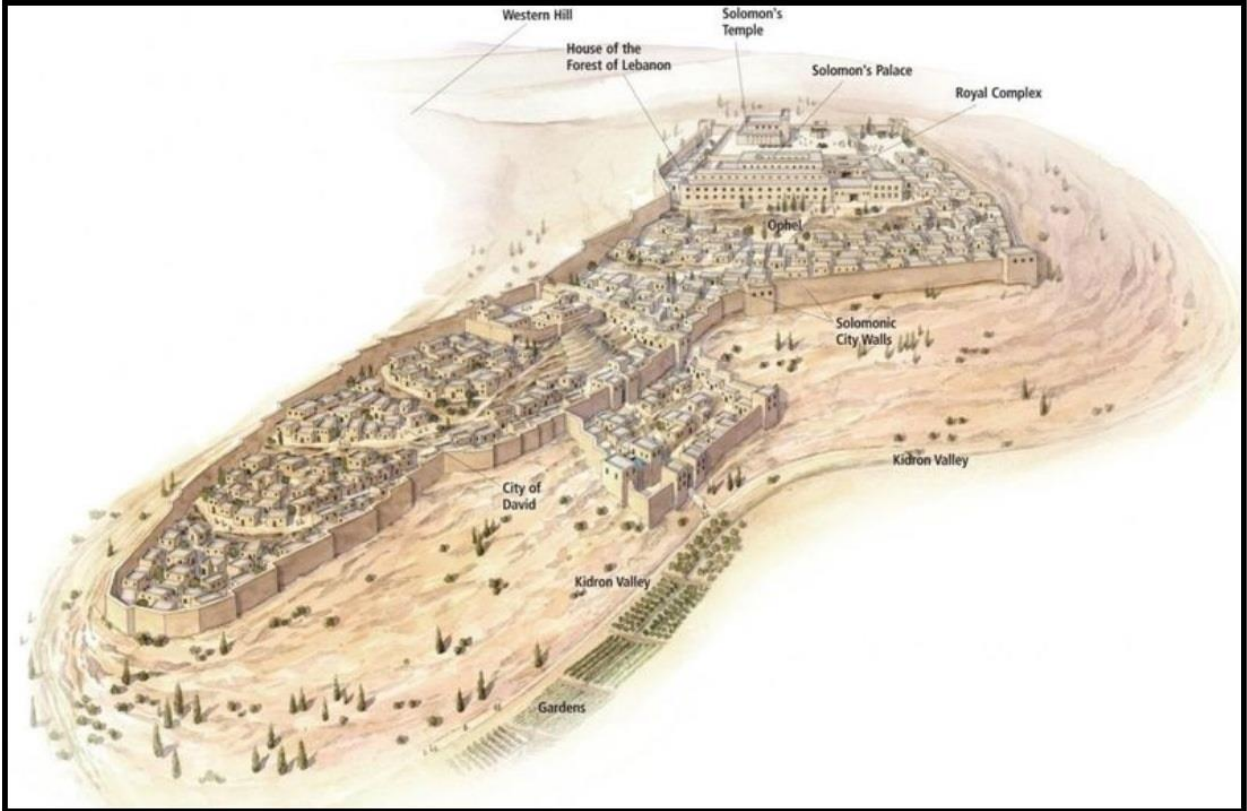 Western Hill
Solomon's
Temple
House of the
Forest of Lebanon
Solomon's Palace
Royal Complex
Ophel
Solomonic
City Walls
Kidron Valley
City of
David
Kidron Valley
Gardens